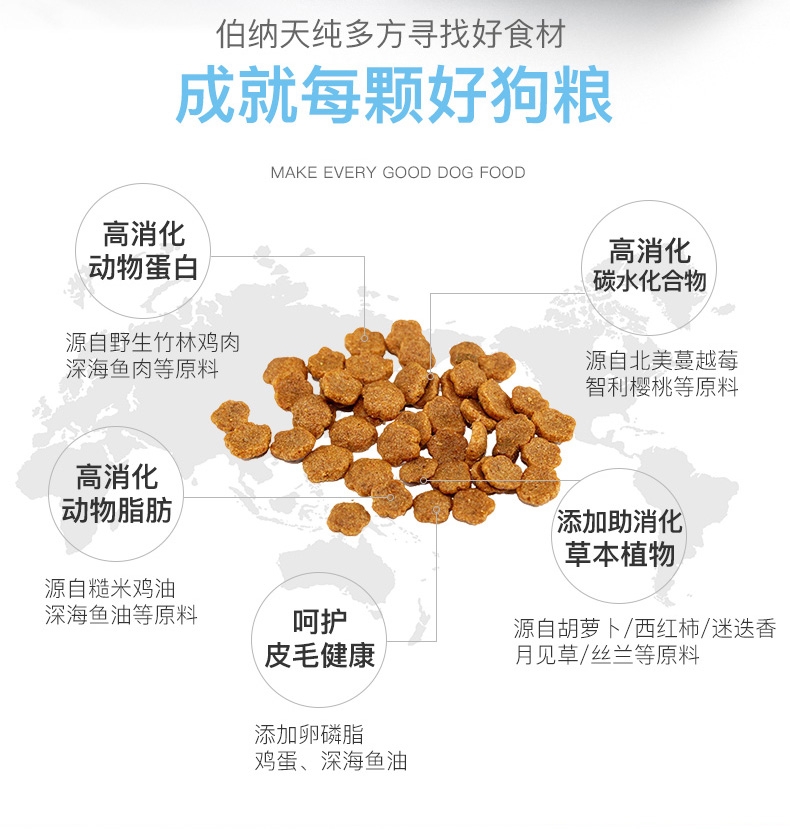 伯纳天纯多方寻找好食材
成就每颗好狗粮
MAKE EVERY GOOD DOG FOOD
高消化
动物蛋白
源自野生竹林鸡肉
深海鱼肉等原料
高消化
碳水化合物
源自北美蔓越莓
智利樱桃等原料
高消化
动物脂肪
源自糙米鸡油
深海鱼油等原料
添加助消化
草本植物
源自胡萝卜/西红柿/迷迭香
月见草/丝兰等原料
呵护
皮毛健康
添加卵磷脂
鸡蛋、深海鱼油